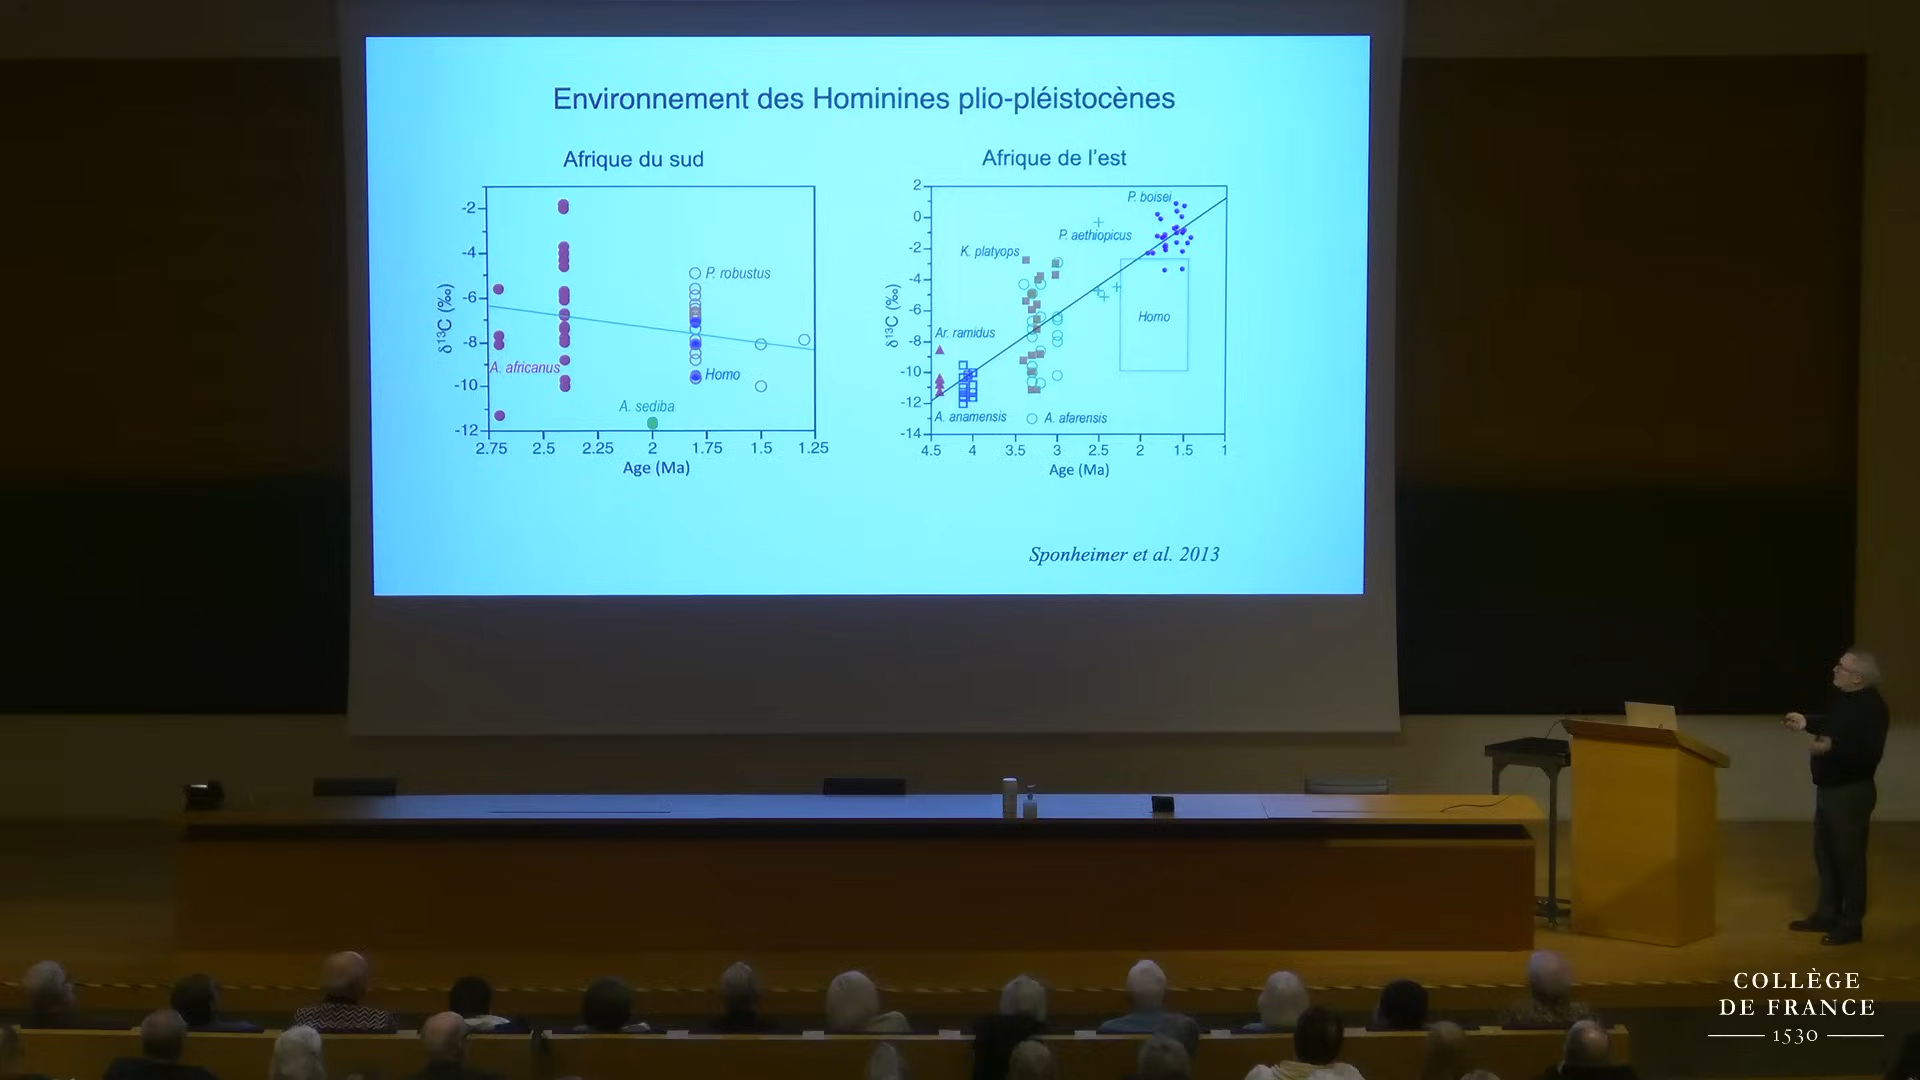 Environnement des Hominines plio-pléistocènes
Afrique du sud
-2
-4
-6
-8
-10
-12
δ13C (‰)
P. robustus
A. africanus
Homo
A. sediba
2.75 2.5 2.25 2 1.75 1.5 1.25
Age (Ma)
Afrique de l'est
2
0
-2
-4
-6
-8
-10
-12
-14
δ13C (‰)
P. boisei
P. aethiopicus
K. platyops
Homo
Ar. ramidus
A. anamensis
A. afarensis
4.5 4 3.5 3 2.5 2 1.5 1
Age (Ma)
Sponheimer et al. 2013
COLLÈGE
DE FRANCE
1530